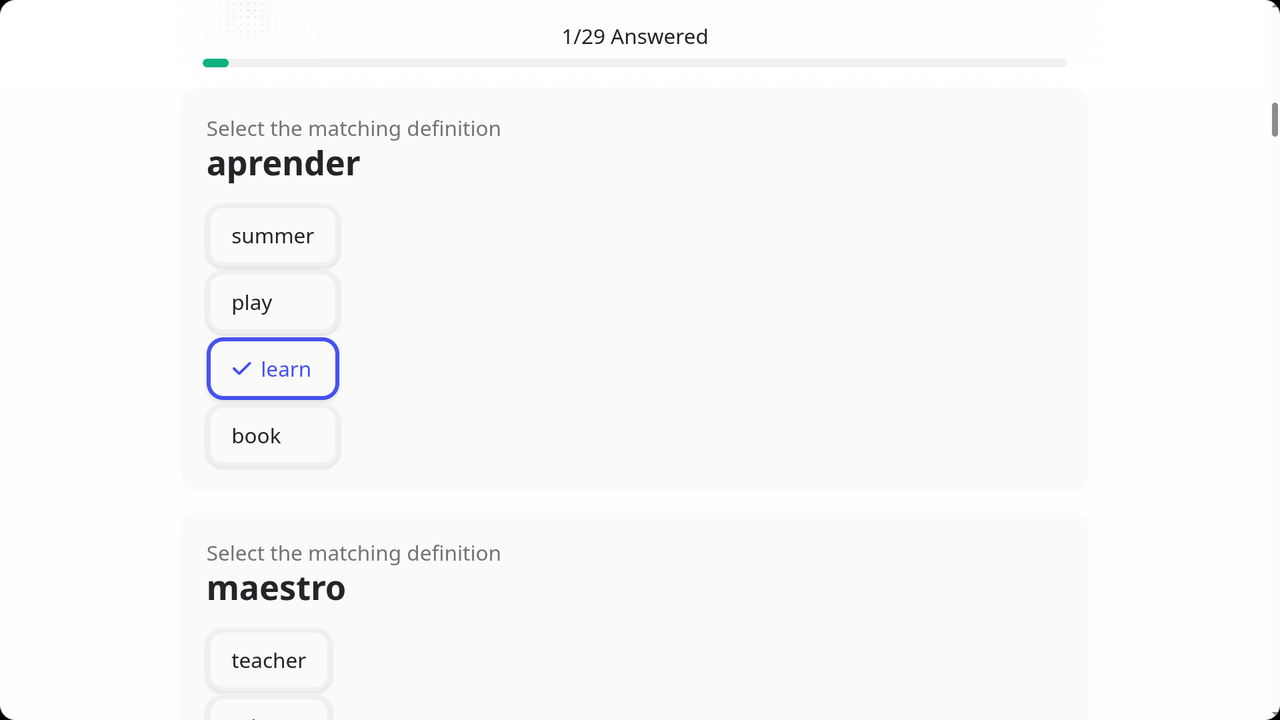 1/29 Answered
Select the matching definition
aprender
summer
play
learn
book
Select the matching definition
maestro
teacher